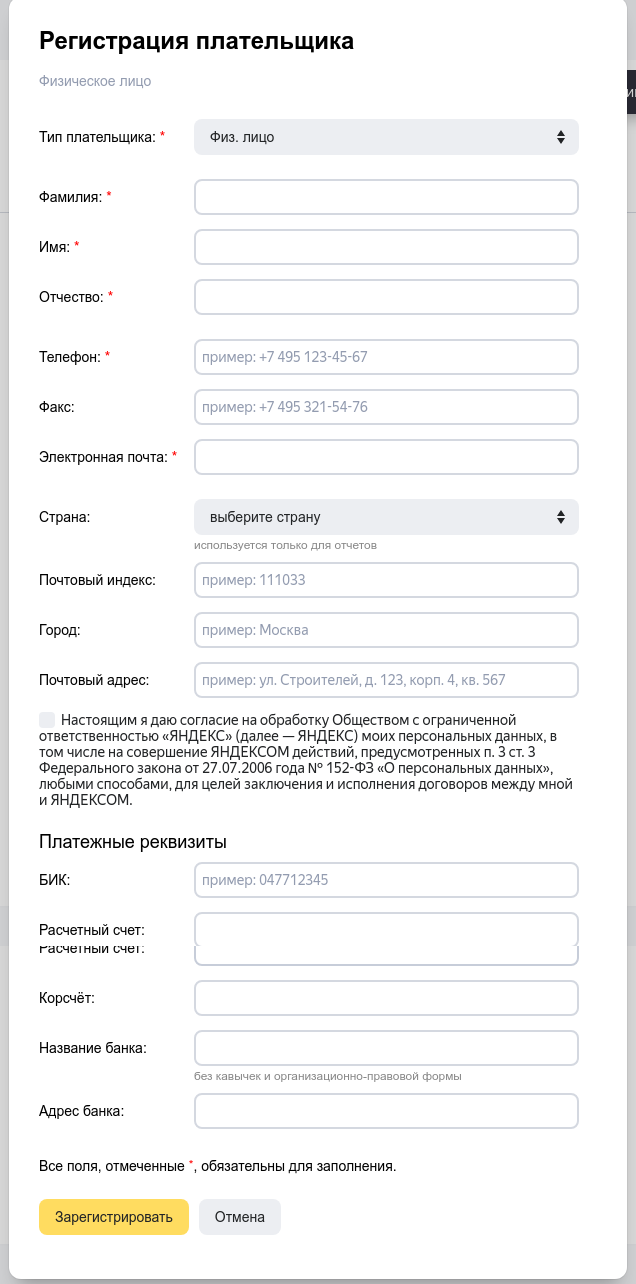 Регистрация плательщика
Физическое лицо
Тип плательщика: *
Физ. лицо
Фамилия: *
Имя: *
Отчество: *
Телефон: *
пример: +7 495 123-45-67
Факс:
пример: +7 495 321-54-76
Электронная почта: *
Страна:
выберите страну
используется только для отчетов
Почтовый индекс:
пример: 111033
Город:
пример: Москва
Почтовый адрес:
пример: ул. Строителей, д. 123, корп. 4, кв. 567
Настоящим я даю согласие на обработку Обществом с ограниченной
ответственностью «ЯНДЕКС» (далее — ЯНДЕКС) моих персональных данных, в
том числе на совершение ЯНДЕКСОМ действий, предусмотренных п. 3 ст. 3
Федерального закона от 27.07.2006 года № 152-ФЗ «О персональных данных»,
любыми способами, для целей заключения и исполнения договоров между мной
и ЯНДЕКСОМ.
Платежные реквизиты
БИК:
пример: 047712345
Расчетный счет:
Расчетный счет:
Корсчёт:
Название банка:
без кавычек и организационно-правовой формы
Адрес банка:
Все поля, отмеченные *, обязательны для заполнения.
Зарегистрировать
Отмена